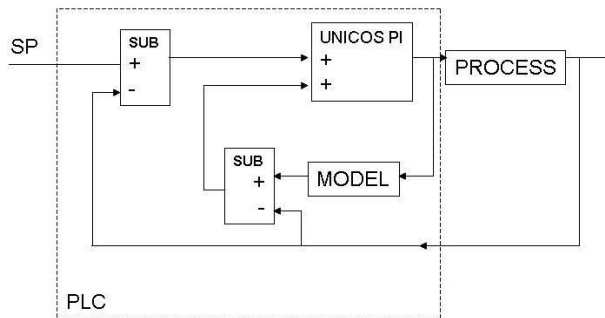 SP
SUB
+
-
UNICOS PI
+
+
PROCESS
SUB
+
-
MODEL
PLC